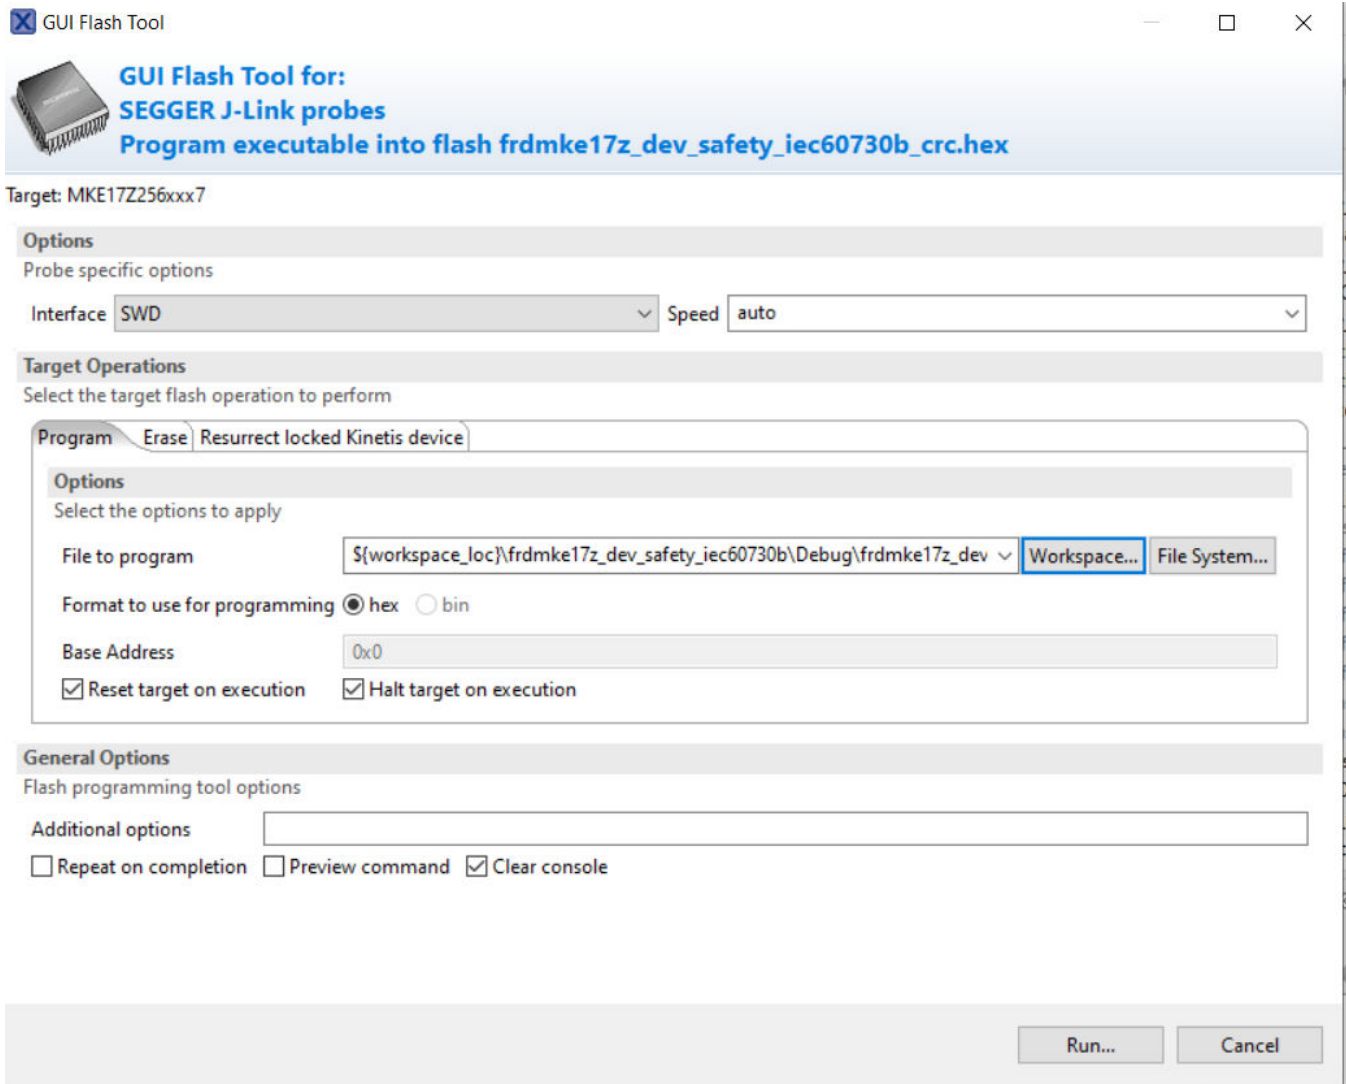 GUI Flash Tool
GUI Flash Tool for:
SEGGER J-Link probes
Program executable into flash frdmke17z_dev_safety_iec60730b_crc.hex
Target: MKE17Z256xxx7
Options
Probe specific options
Interface SWD Speed auto
Target Operations
Select the target flash operation to perform
Program Erase Resurrect locked Kinetis device
Options
Select the options to apply
File to program ${workspace_loc}\frdmke17z_dev_safety_iec60730b\Debug\frdmke17z_dev Workspace... File System...
Format to use for programming hex bin
Base Address 0x0
Reset target on execution Halt target on execution
General Options
Flash programming tool options
Additional options
Repeat on completion Preview command Clear console
Run... Cancel